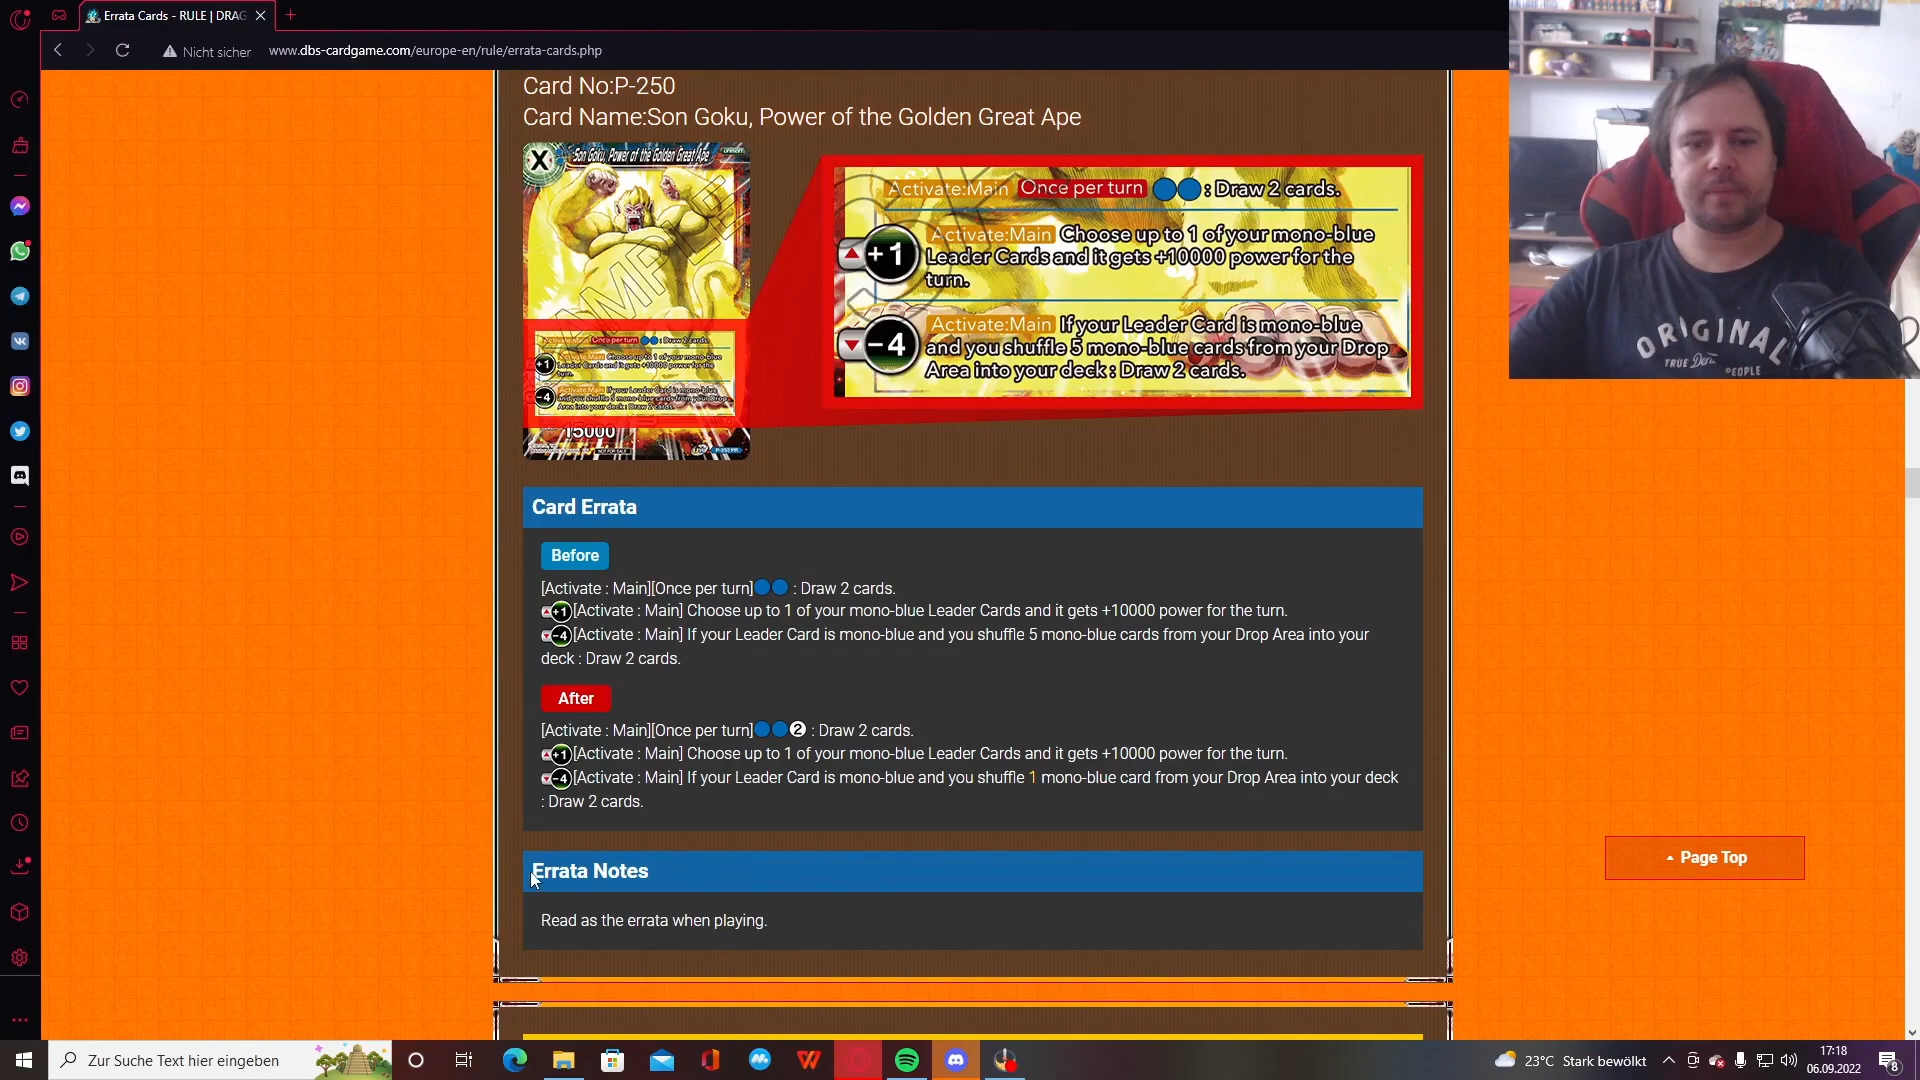 Errata Cards - RULE | DRAG
Nicht sicher
www.dbs-cardgame.com/europe-en/rule/errata-cards.php
Card No:P-250
Card Name:Son Goku, Power of the Golden Great Ape
X
Son Goku, Power of the Golden Great Ape
15000
Activate:Main Once per turn : Draw 2 cards.
+1 Activate:Main Choose up to 1 of your mono-blue
Leader Cards and it gets +10000 power for the
turn.
-4 Activate:Main If your Leader Card is mono-blue
and you shuffle 5 mono-blue cards from your Drop
Area into your deck : Draw 2 cards.
ORIGINAL
TRUE
PEOPLE
Card Errata
Before
[Activate : Main][Once per turn] : Draw 2 cards.
+1 [Activate : Main] Choose up to 1 of your mono-blue Leader Cards and it gets +10000 power for the turn.
-4 [Activate : Main] If your Leader Card is mono-blue and you shuffle 5 mono-blue cards from your Drop Area into your
deck : Draw 2 cards.
After
[Activate : Main][Once per turn] 2 : Draw 2 cards.
+1 [Activate : Main] Choose up to 1 of your mono-blue Leader Cards and it gets +10000 power for the turn.
-4 [Activate : Main] If your Leader Card is mono-blue and you shuffle 1 mono-blue card from your Drop Area into your deck
: Draw 2 cards.
Page Top
Errata Notes
Read as the errata when playing.
Zur Suche Text hier eingeben
23°C Stark bewölkt
17:18
06.09.2022
8